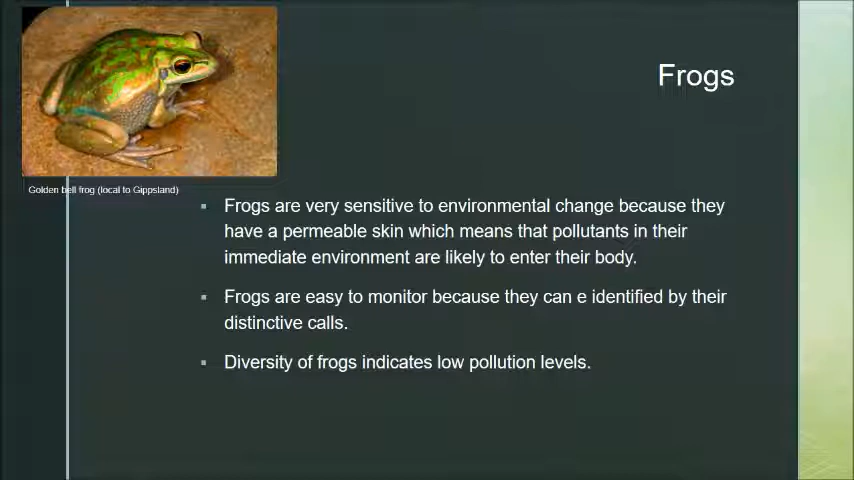 Frogs
Golden bell frog (local to Gippsland)
▪ Frogs are very sensitive to environmental change because they
have a permeable skin which means that pollutants in their
immediate environment are likely to enter their body.
▪ Frogs are easy to monitor because they can e identified by their
distinctive calls.
▪ Diversity of frogs indicates low pollution levels.